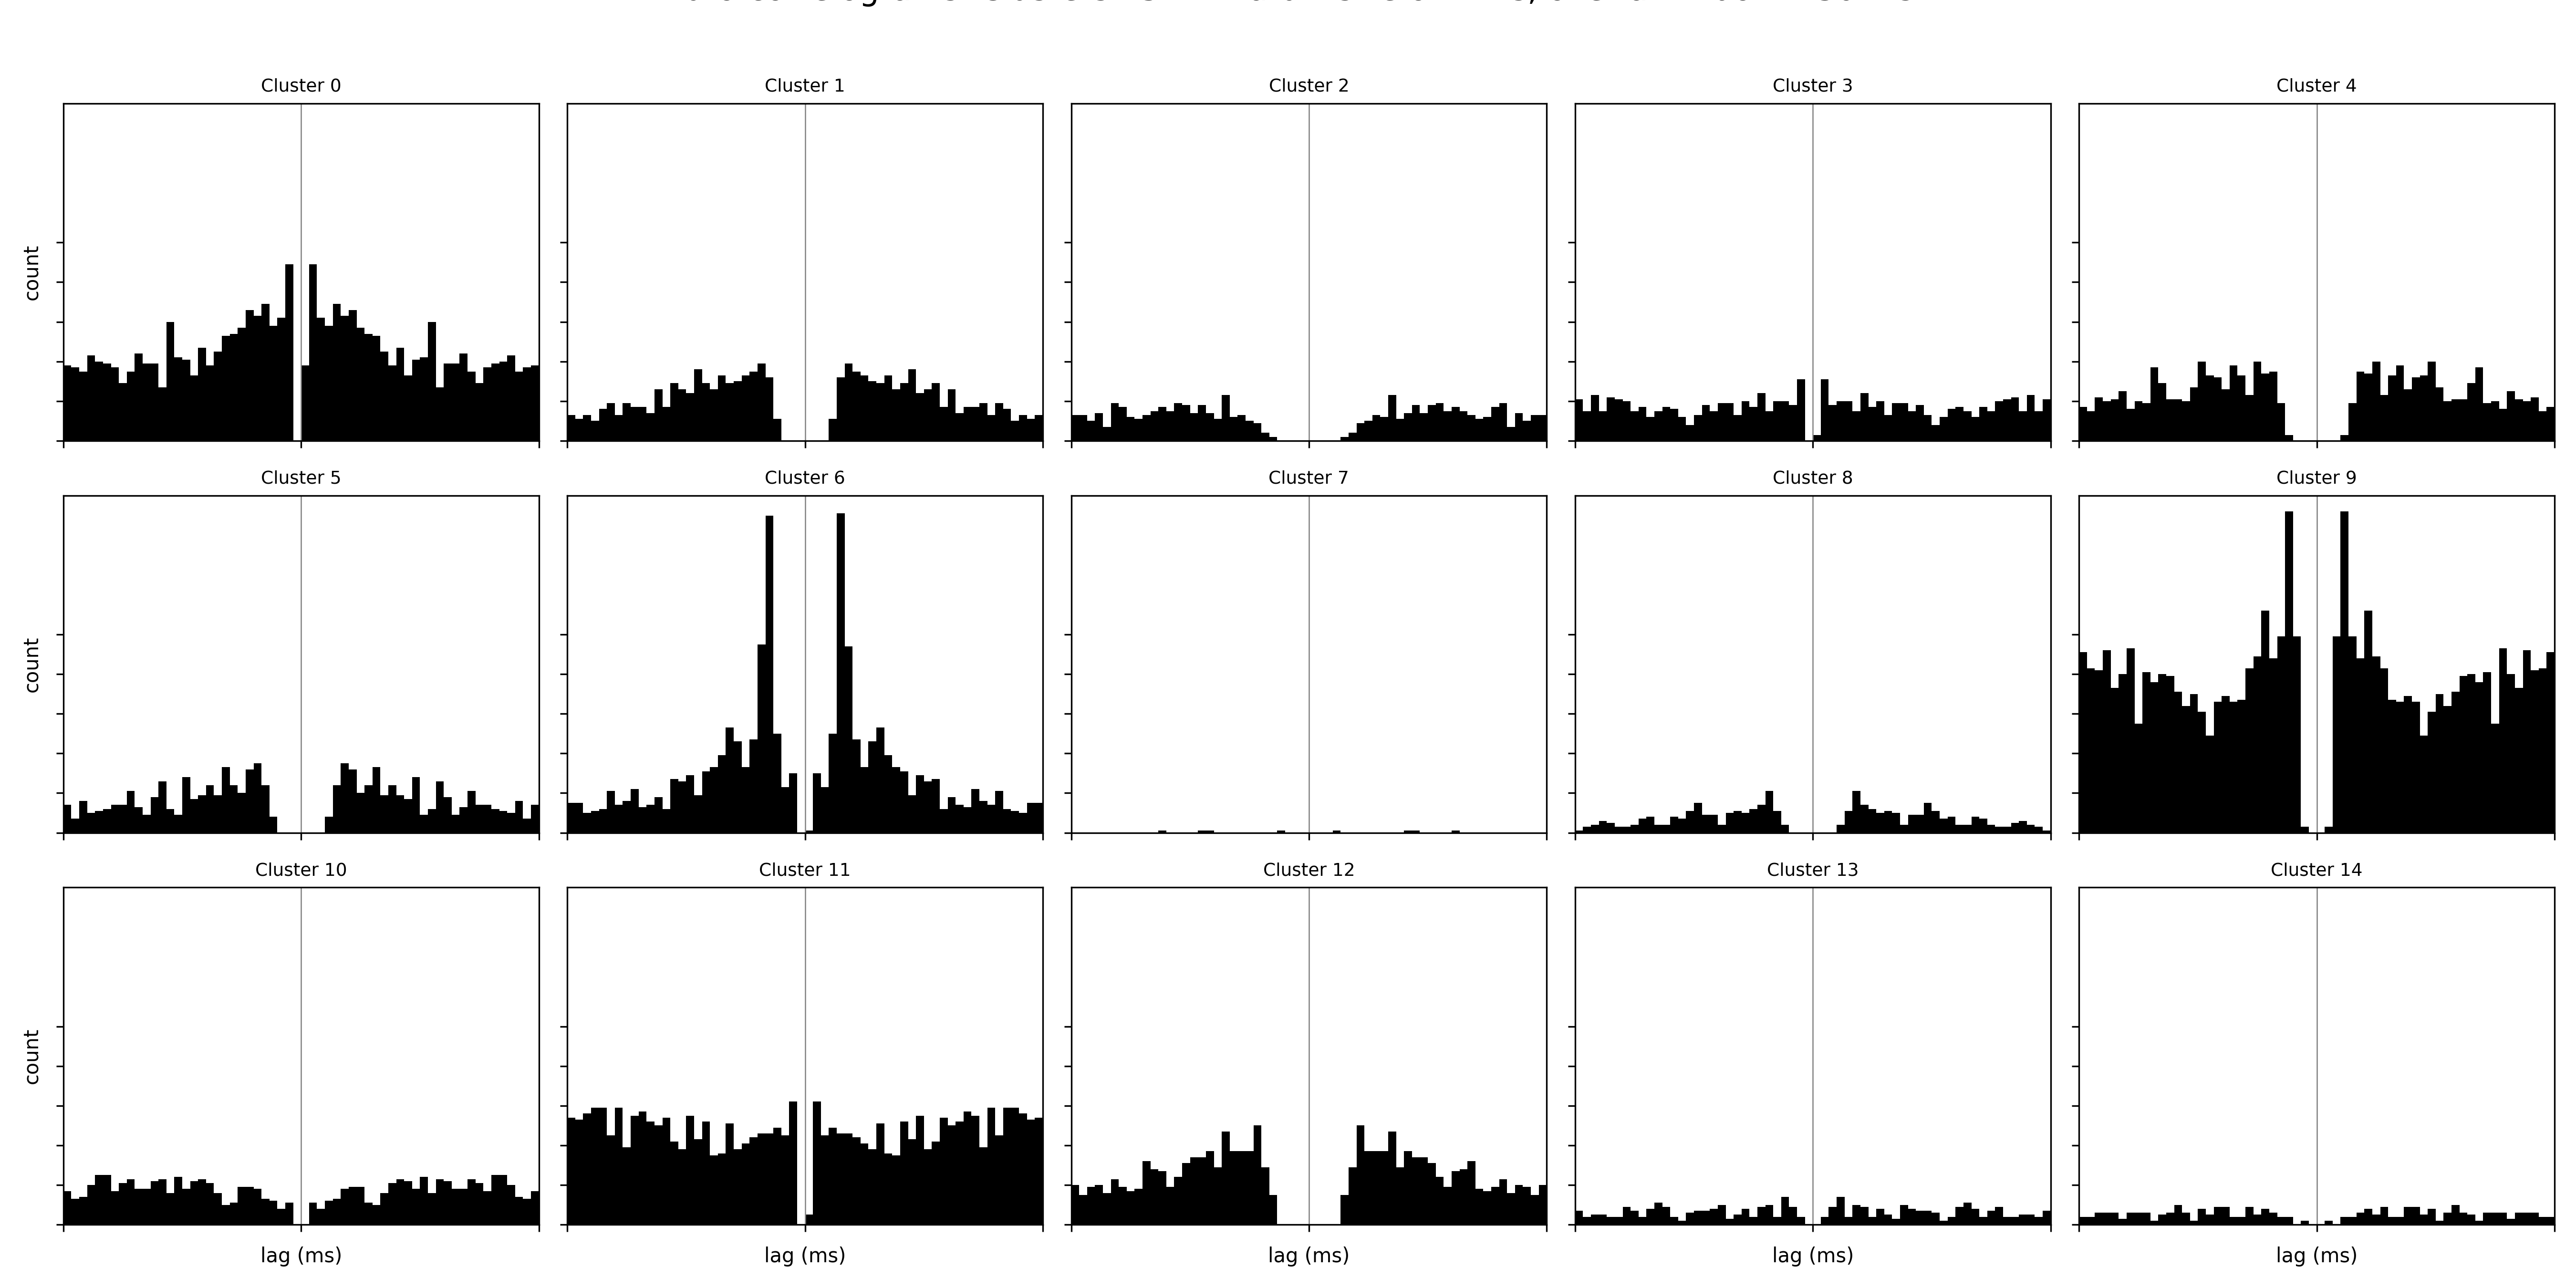 Cluster 0 Cluster 1 Cluster 2 Cluster 3 Cluster 4
count
Cluster 5 Cluster 6 Cluster 7 Cluster 8 Cluster 9
count
Cluster 10 Cluster 11 Cluster 12 Cluster 13 Cluster 14
count
lag (ms) lag (ms) lag (ms) lag (ms) lag (ms)